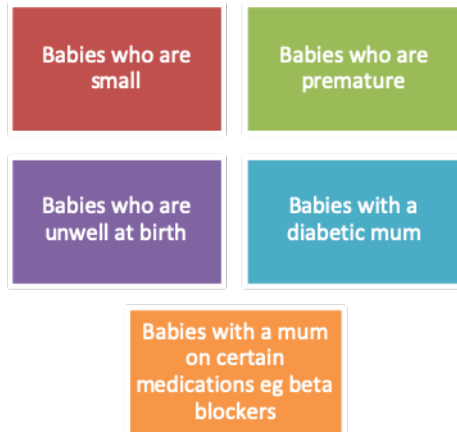 Babies who are
small
Babies who are
premature
Babies who are
unwell at birth
Babies with a
diabetic mum
Babies with a mum
on certain
medications eg beta
blockers